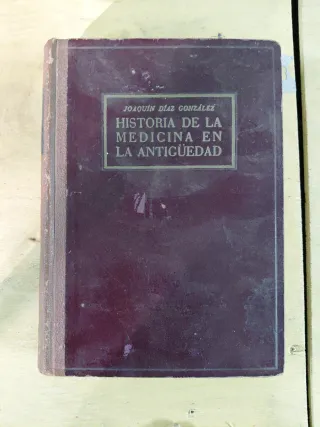 JOAQUÍN DÍAZ GONZÁLEZ
HISTORIA DE LA
MEDICINA EN
LA ANTIGÜEDAD